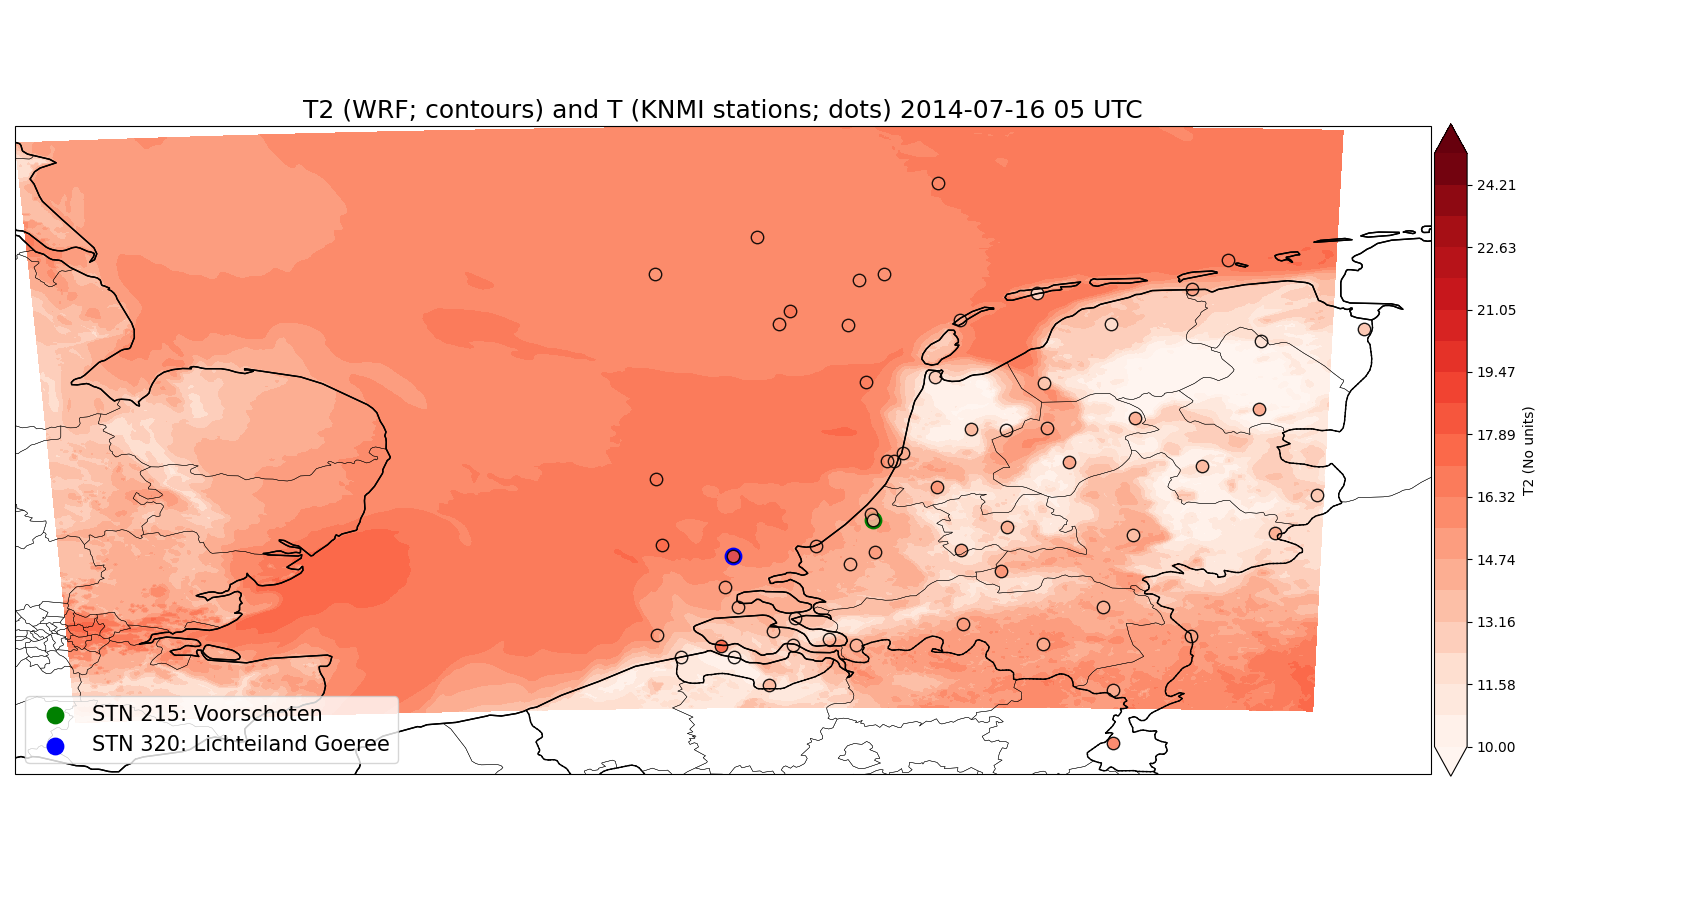 T2 (WRF; contours) and T (KNMI stations; dots) 2014-07-16 05 UTC
24.21
22.63
21.05
19.47
17.89
16.32
14.74
13.16
11.58
10.00
T2 (No units)
STN 215: Voorschoten
STN 320: Lichteiland Goeree